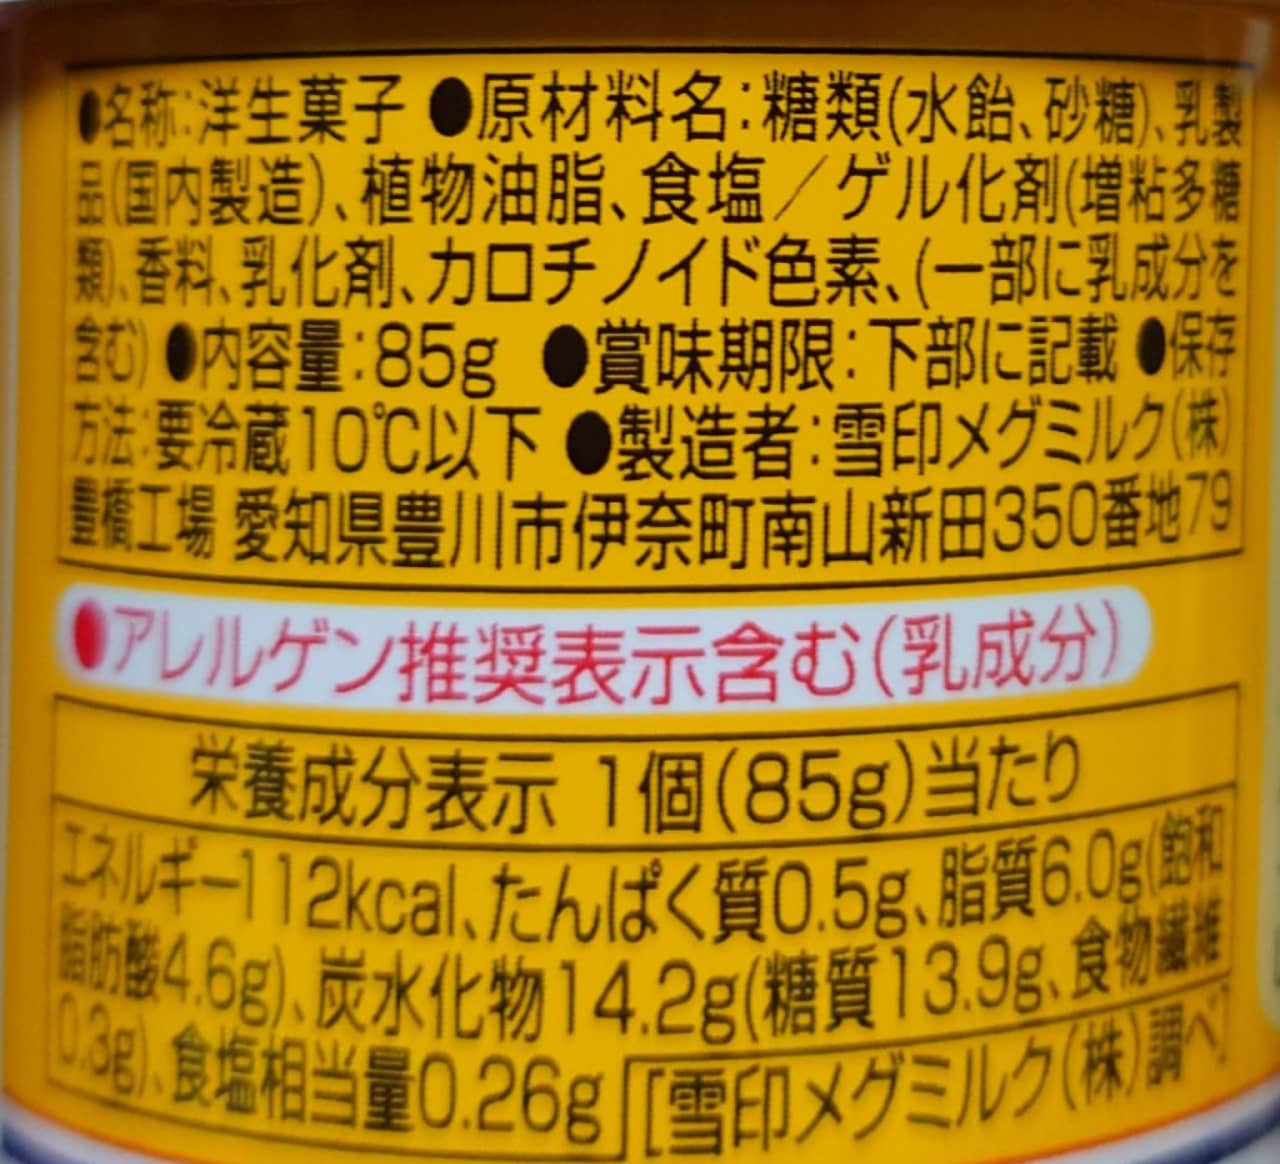 ●名称:洋生菓子 ●原材料名:糖類(水飴、砂糖)、乳製
品(国内製造)、植物油脂、食塩／ゲル化剤(増粘多糖
類)、香料、乳化剤、カロチノイド色素、(一部に乳成分を
含む) ●内容量:85g ●賞味期限:下部に記載 ●保存
方法:要冷蔵10℃以下 ●製造者:雪印メグミルク(株)
豊橋工場 愛知県豊川市伊奈町南山新田350番地79
●アレルゲン推奨表示含む(乳成分)
栄養成分表示 1個(85g)当たり
エネルギー112kcal、たんぱく質0.5g、脂質6.0g(飽和
脂肪酸4.6g)、炭水化物14.2g(糖質13.9g、食物繊維
0.3g)、食塩相当量0.26g [雪印メグミルク(株)調べ]